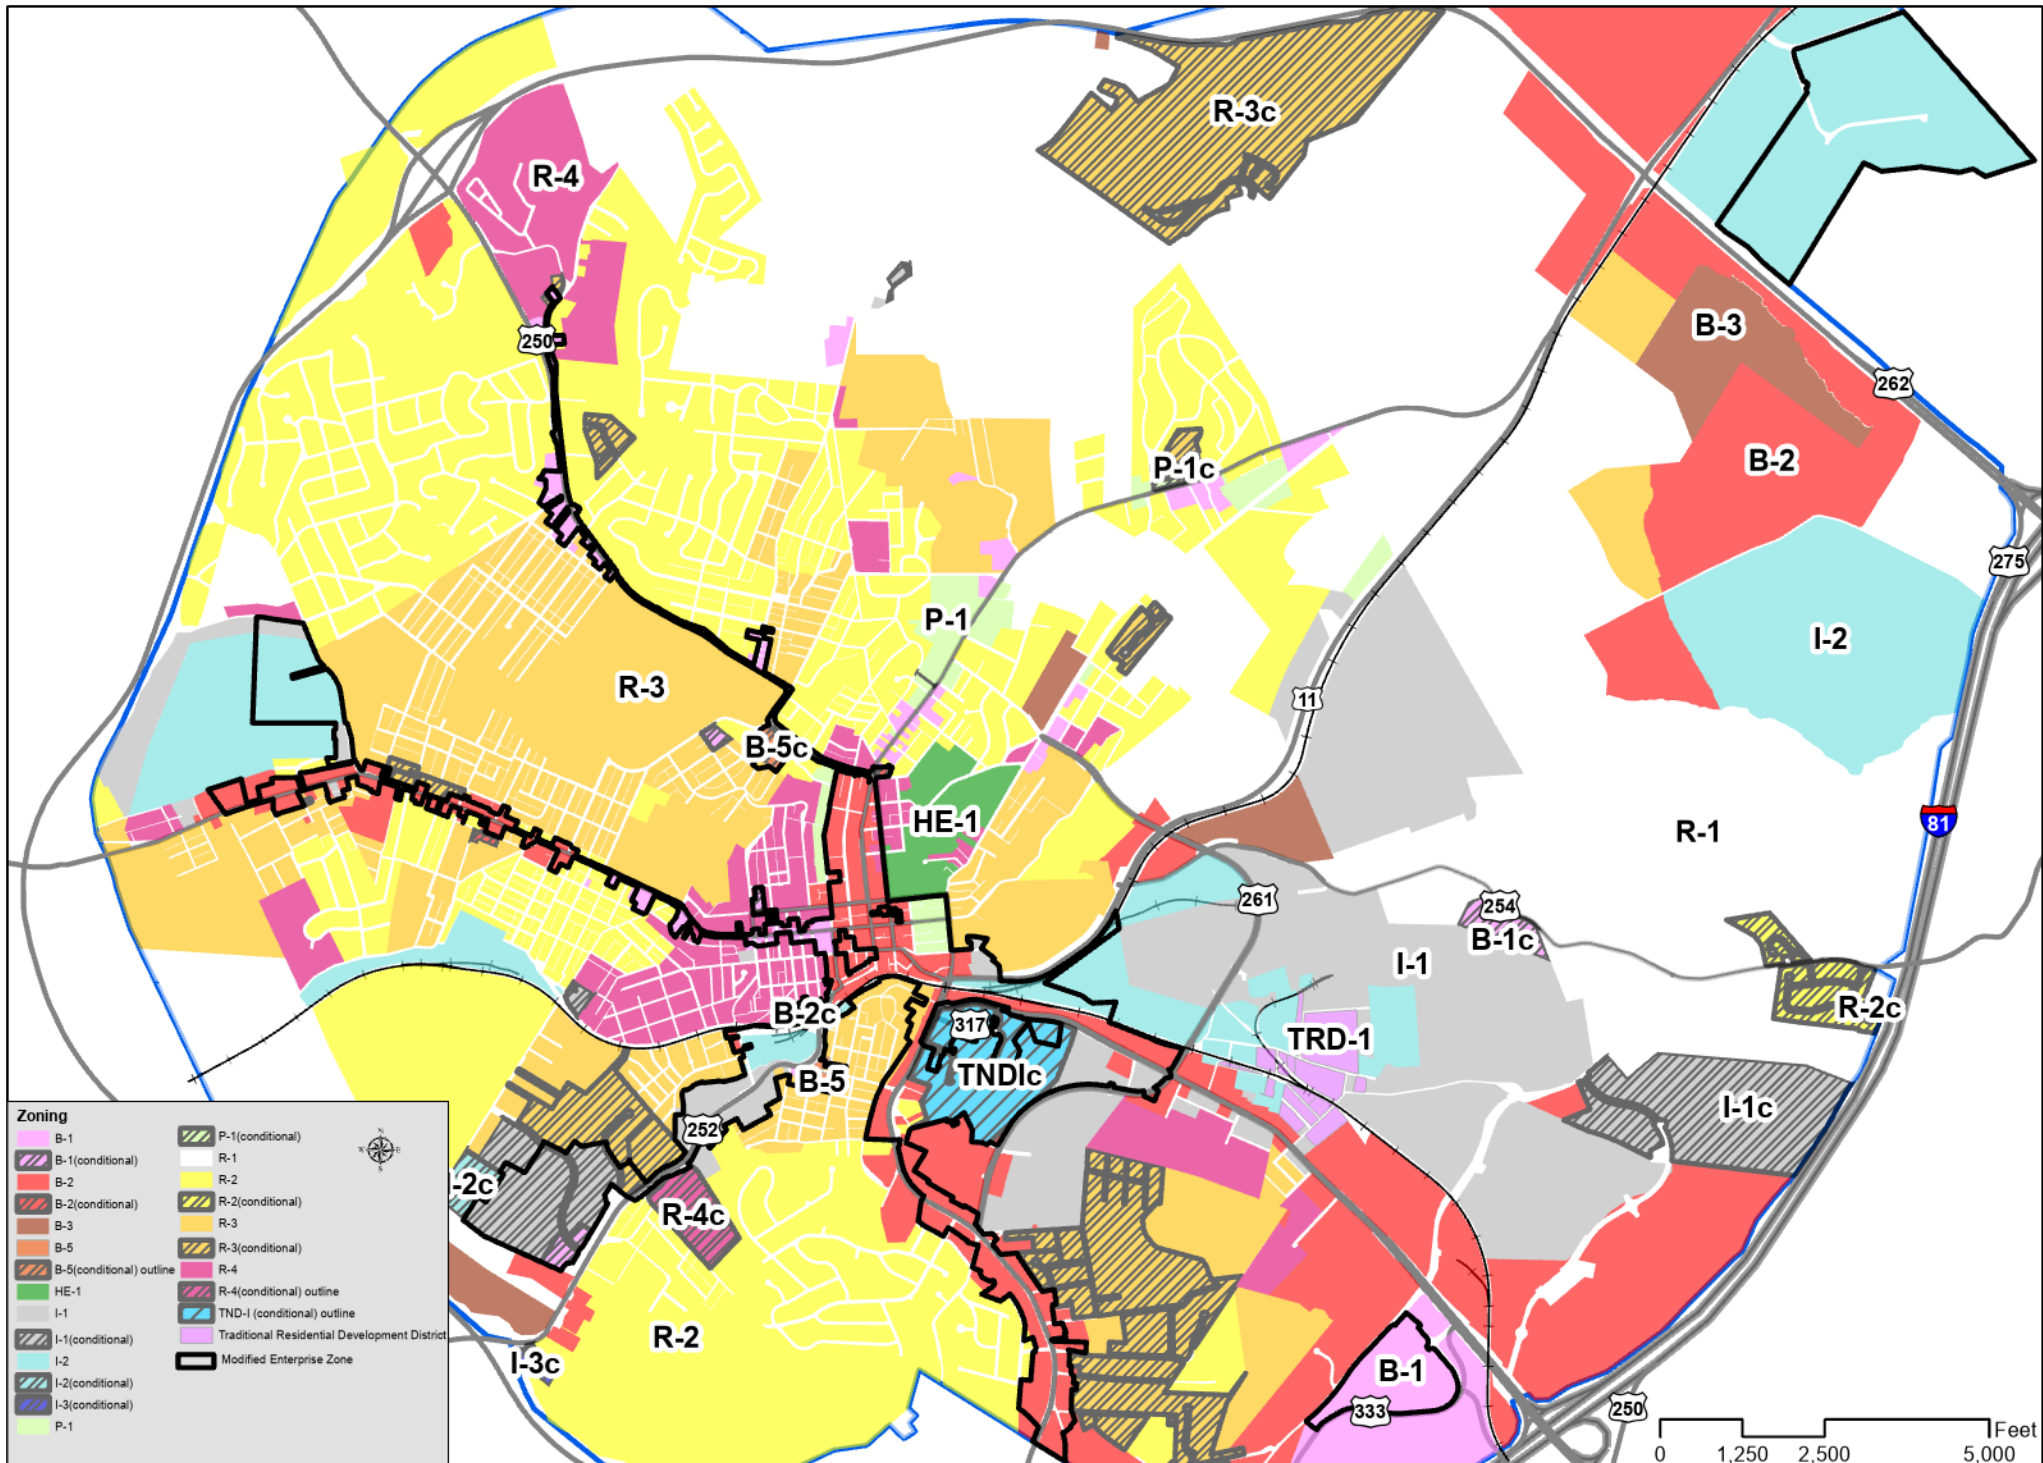 R-3c
R-4
250
B-3
262
B-2
P-1c
275
P-1
I-2
R-3
11
B-5c
HE-1
R-1
81
261
254
B-1c
I-1
R-2c
B-2c
317
TRD-1
B-5
TNDIc
I-1c
252
-2c
R-4c
R-2
I-3c
B-1
333
250
Feet
0 1,250 2,500 5,000
Zoning
B-1
B-1(conditional)
B-2
B-2(conditional)
B-3
B-5
B-5(conditional) outline
HE-1
I-1
I-1(conditional)
I-2
I-2(conditional)
I-3(conditional)
P-1
P-1(conditional)
R-1
R-2
R-2(conditional)
R-3
R-3(conditional)
R-4
R-4(conditional) outline
TND-I (conditional) outline
Traditional Residential Development District
Modified Enterprise Zone
N
W E
S